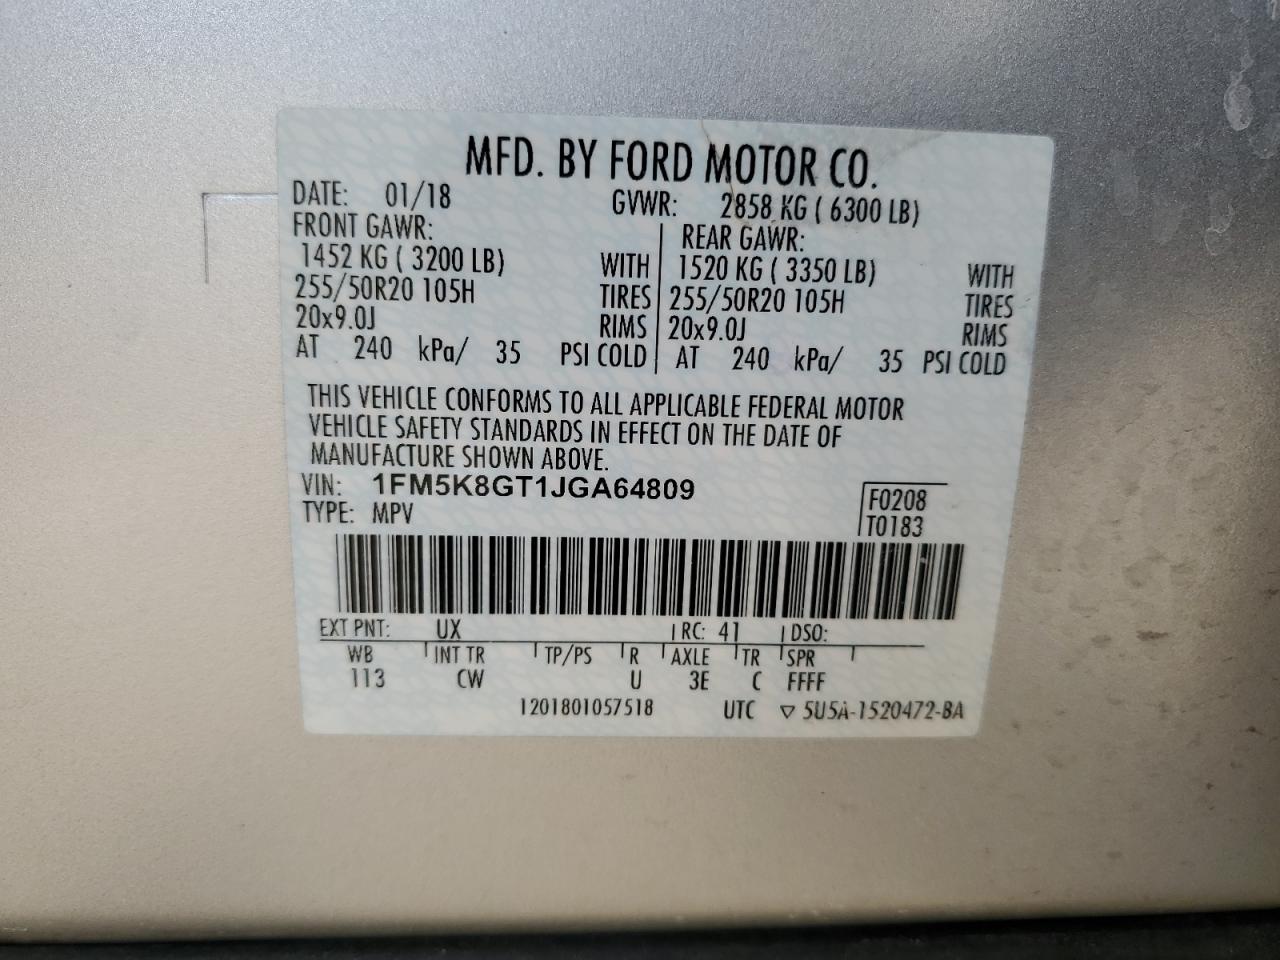 MFD. BY FORD MOTOR CO.
DATE: 01/18 GVWR: 2858 KG ( 6300 LB)
FRONT GAWR: REAR GAWR:
1452 KG ( 3200 LB) WITH 1520 KG ( 3350 LB) WITH
255/50R20 105H TIRES 255/50R20 105H TIRES
20x9.0J RIMS 20x9.0J RIMS
AT 240 kPa/ 35 PSI COLD AT 240 kPa/ 35 PSI COLD
THIS VEHICLE CONFORMS TO ALL APPLICABLE FEDERAL MOTOR
VEHICLE SAFETY STANDARDS IN EFFECT ON THE DATE OF
MANUFACTURE SHOWN ABOVE.
VIN: 1FM5K8GT1JGA64809 F0208
TYPE: MPV T0183
EXT PNT: UX RC: 41 DSO:
WB INT TR TP/PS R AXLE TR SPR
113 CW U 3E C FFFF
1201801057518 UTC ▽ 5U5A-1520472-BA